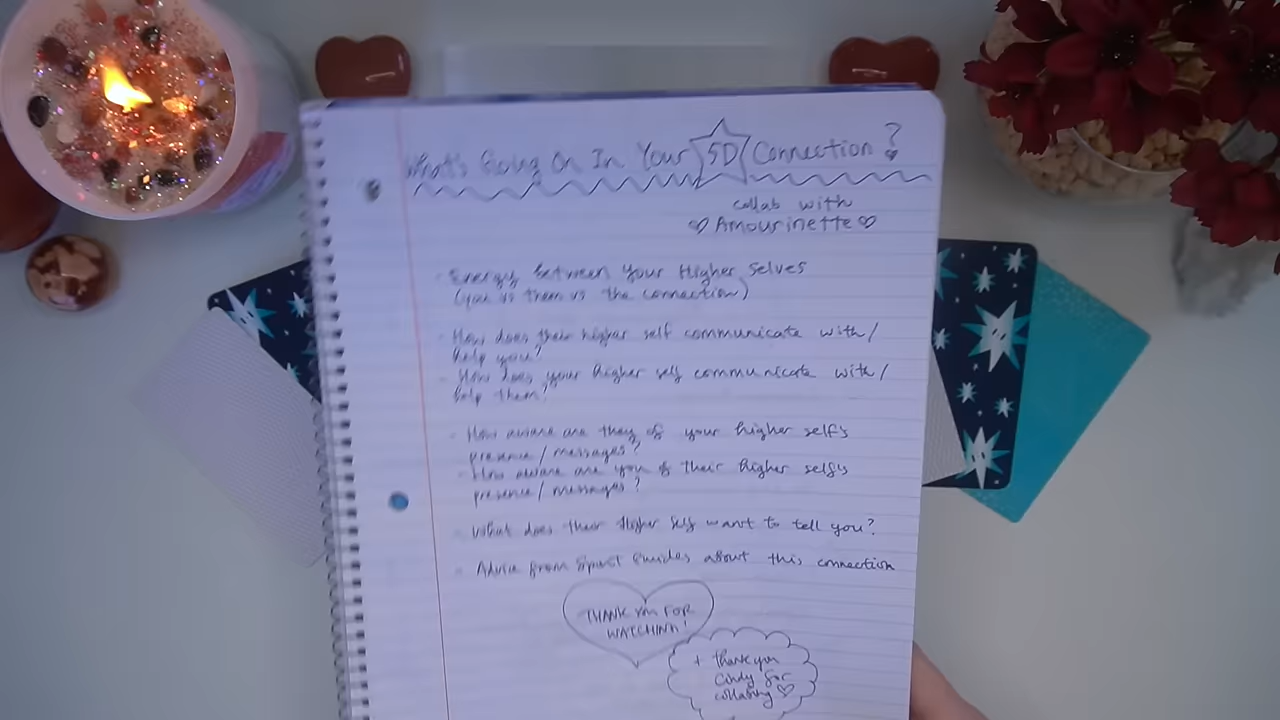 What's Going On In Your 5D Connection?
collab with
♡ Amourinette ♡
- Energy between your Higher Selves
(you vs them vs the connection)
- How does their higher self communicate with/
help you?
- How does your higher self communicate with/
help them?
- How aware are they of your higher self's
presence/messages?
- How aware are you of their higher self's
presence/messages?
- What does their Higher Self want to tell you?
- Advice from Spirit Guides about this connection
THANK YOU FOR
WATCHING!
+ thank you
Cindy for
collabing ♡